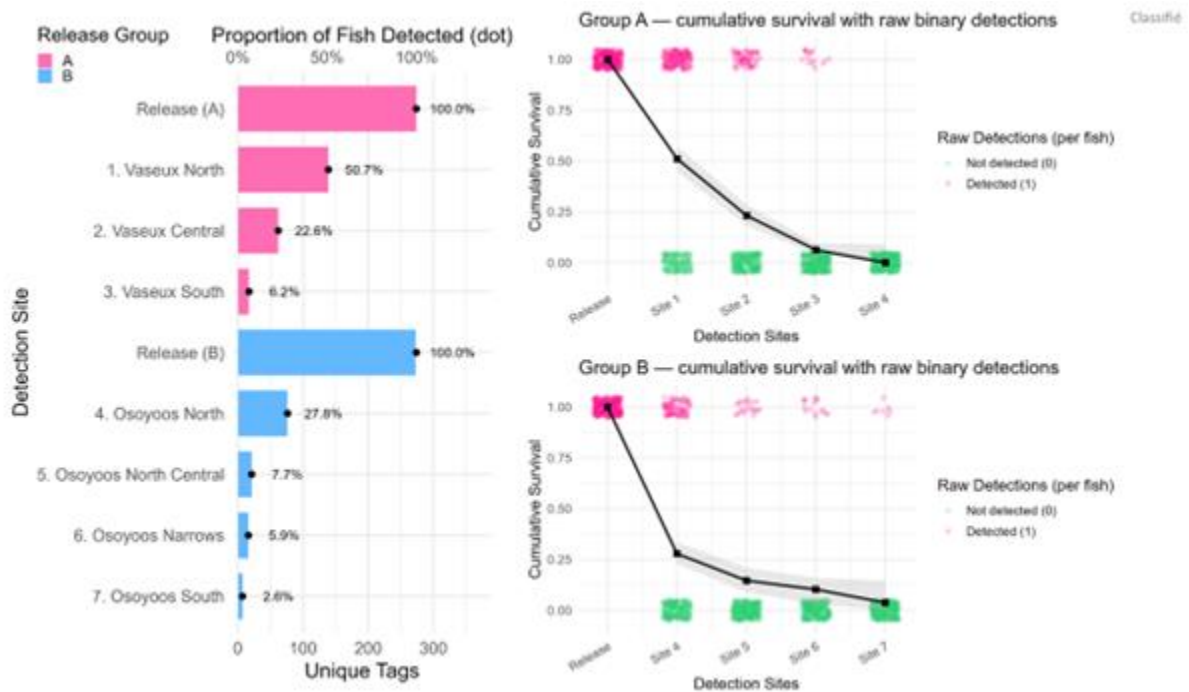 Release Group
A
B
Proportion of Fish Detected (dot)
0% 50% 100%
Detection Site
Release (A) 100.0%
1. Vaseux North 50.7%
2. Vaseux Central 22.6%
3. Vaseux South 6.2%
Release (B) 100.0%
4. Osoyoos North 27.8%
5. Osoyoos North Central 7.7%
6. Osoyoos Narrows 5.9%
7. Osoyoos South 2.6%
0 100 200 300
Unique Tags
Group A — cumulative survival with raw binary detections
Classifié
Cumulative Survival
1.00
0.75
0.50
0.25
0.00
Release Site 1 Site 2 Site 3 Site 4
Detection Sites
Raw Detections (per fish)
Not detected (0)
Detected (1)
Group B — cumulative survival with raw binary detections
Cumulative Survival
1.00
0.75
0.50
0.25
0.00
Release Site 4 Site 5 Site 6 Site 7
Detection Sites
Raw Detections (per fish)
Not detected (0)
Detected (1)